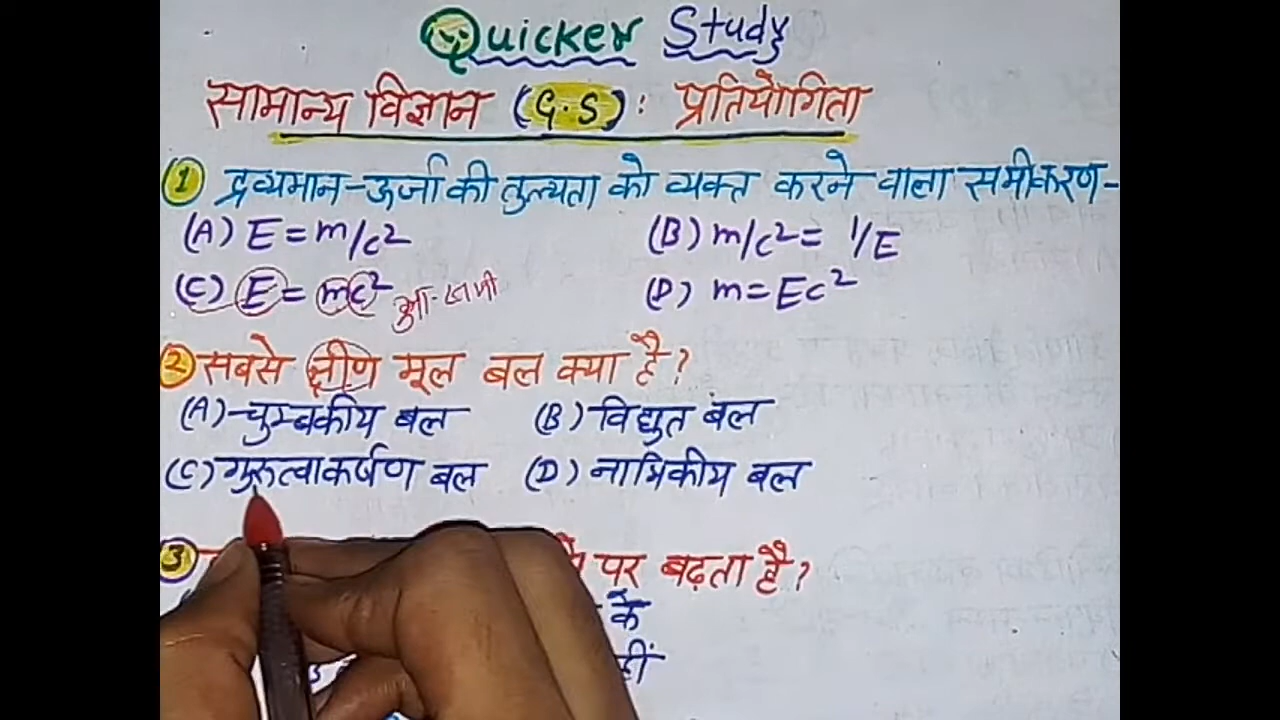 Quicker Study
सामान्य विज्ञान (G.S): प्रतियोगिता
1 द्रव्यमान-ऊर्जा की तुल्यता को व्यक्त करने वाला समीकरण-
(A) E = m/c² (B) m/c² = 1/E
(C) E = mc² (D) m = Ec²
2 सबसे क्षीण मूल बल क्या है?
(A) चुम्बकीय बल (B) विद्युत बल
(C) गुरुत्वाकर्षण बल (D) नाभिकीय बल
3 पर बढ़ता है?
के